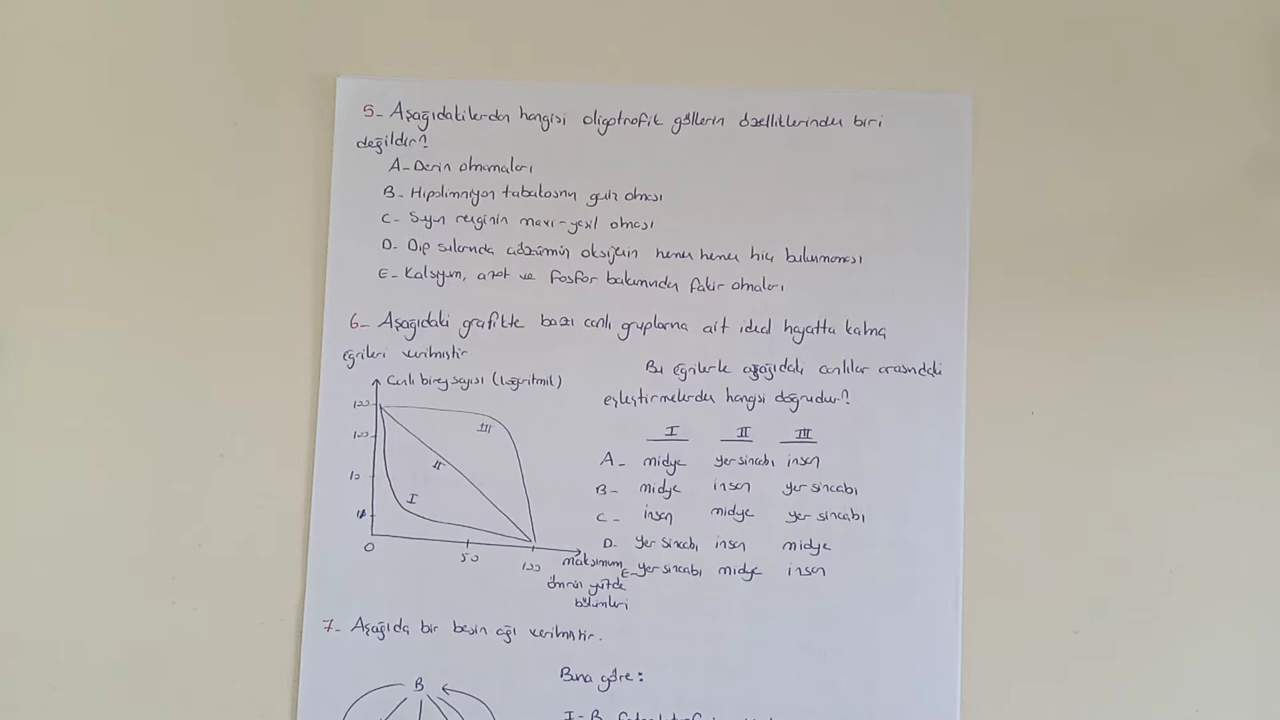 5- Aşağıdakilerden hangisi oligotrofik göllerin özelliklerinden biri
değildir?
A- Derin olmamaları
B- Hipolimniyon tabakasının geniş olması
C- Suyun renginin mavi-yeşil olması
D- Dip sularında çözünmüş oksijenin hemen hemen hiç bulunmaması
E- Kalsiyum, azot ve fosfor bakımından fakir olmaları
6- Aşağıdaki grafikte bazı canlı gruplarına ait ideal hayatta kalma
eğrileri verilmiştir.
Canlı birey sayısı (logaritmik)
100
10
III
II
I
0
50
100
maksimum
ömrün yüzde
bölümleri
Bu eğrilerle aşağıdaki canlılar arasındaki
eşleştirmelerden hangisi doğrudur?
I II III
A- midye yer sincabı insan
B- midye insan yer sincabı
C- insan midye yer sincabı
D- Yer sincabı insan midye
E- yer sincabı midye insan
7- Aşağıda bir besin ağı verilmiştir.
B
Buna göre:
I- B